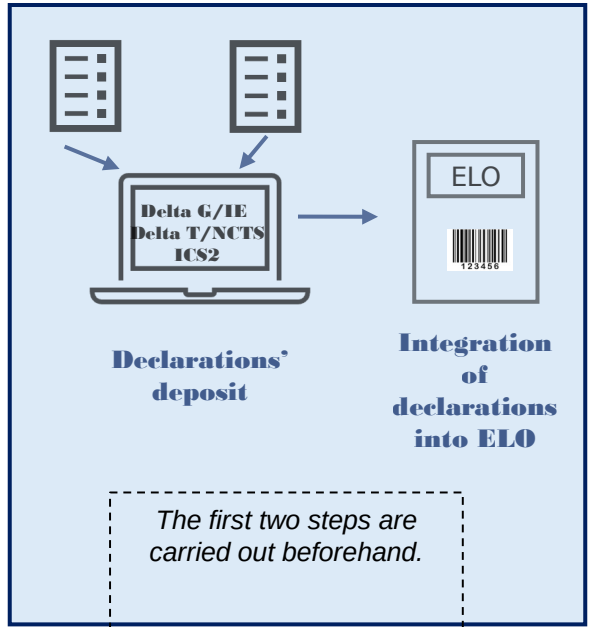 Delta G/IE
Delta T/NCTS
ICS2
ELO
123456
Declarations’
deposit
Integration
of
declarations
into ELO
The first two steps are
carried out beforehand.